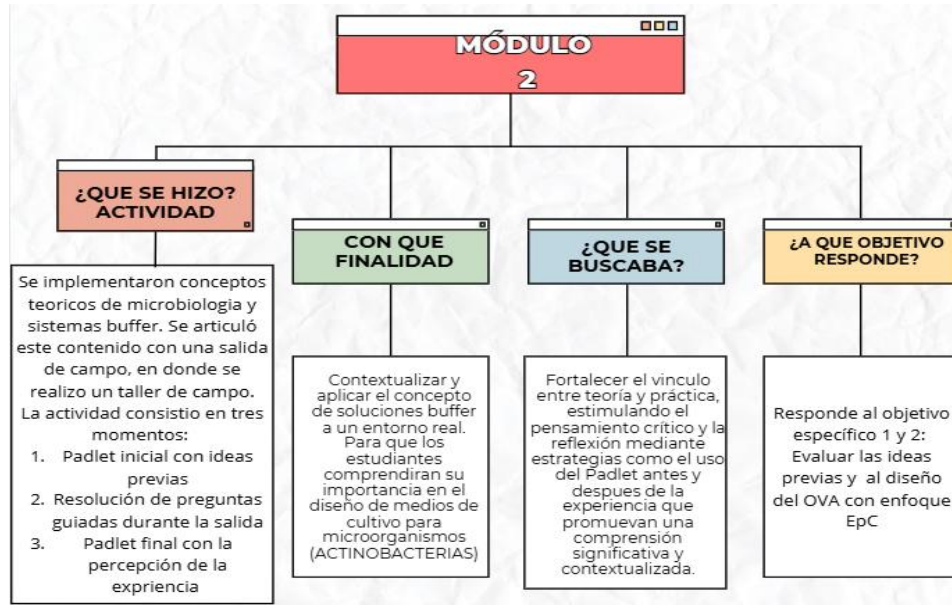 MÓDULO
2
¿QUE SE HIZO?
ACTIVIDAD
Se implementaron conceptos
teoricos de microbiologia y
sistemas buffer. Se articuló
este contenido con una salida
de campo, en donde se
realizo un taller de campo.
La actividad consistio en tres
momentos:
1. Padlet inicial con ideas
previas
2. Resolución de preguntas
guiadas durante la salida
3. Padlet final con la
percepción de la
expriencia
CON QUE
FINALIDAD
Contextualizar y
aplicar el concepto
de soluciones buffer
a un entorno real.
Para que los
estudiantes
comprendiran su
importancia en el
diseño de medios de
cultivo para
microorganismos
(ACTINOBACTERIAS)
¿QUE SE
BUSCABA?
Fortalecer el vinculo
entre teoría y práctica,
estimulando el
pensamiento crítico y la
reflexión mediante
estrategias como el uso
del Padlet antes y
despues de la
experiencia que
promuevan una
comprensión
significativa y
contextualizada.
¿A QUE OBJETIVO
RESPONDE?
Responde al objetivo
específico 1 y 2:
Evaluar las ideas
previas y al diseño
del OVA con enfoque
EpC